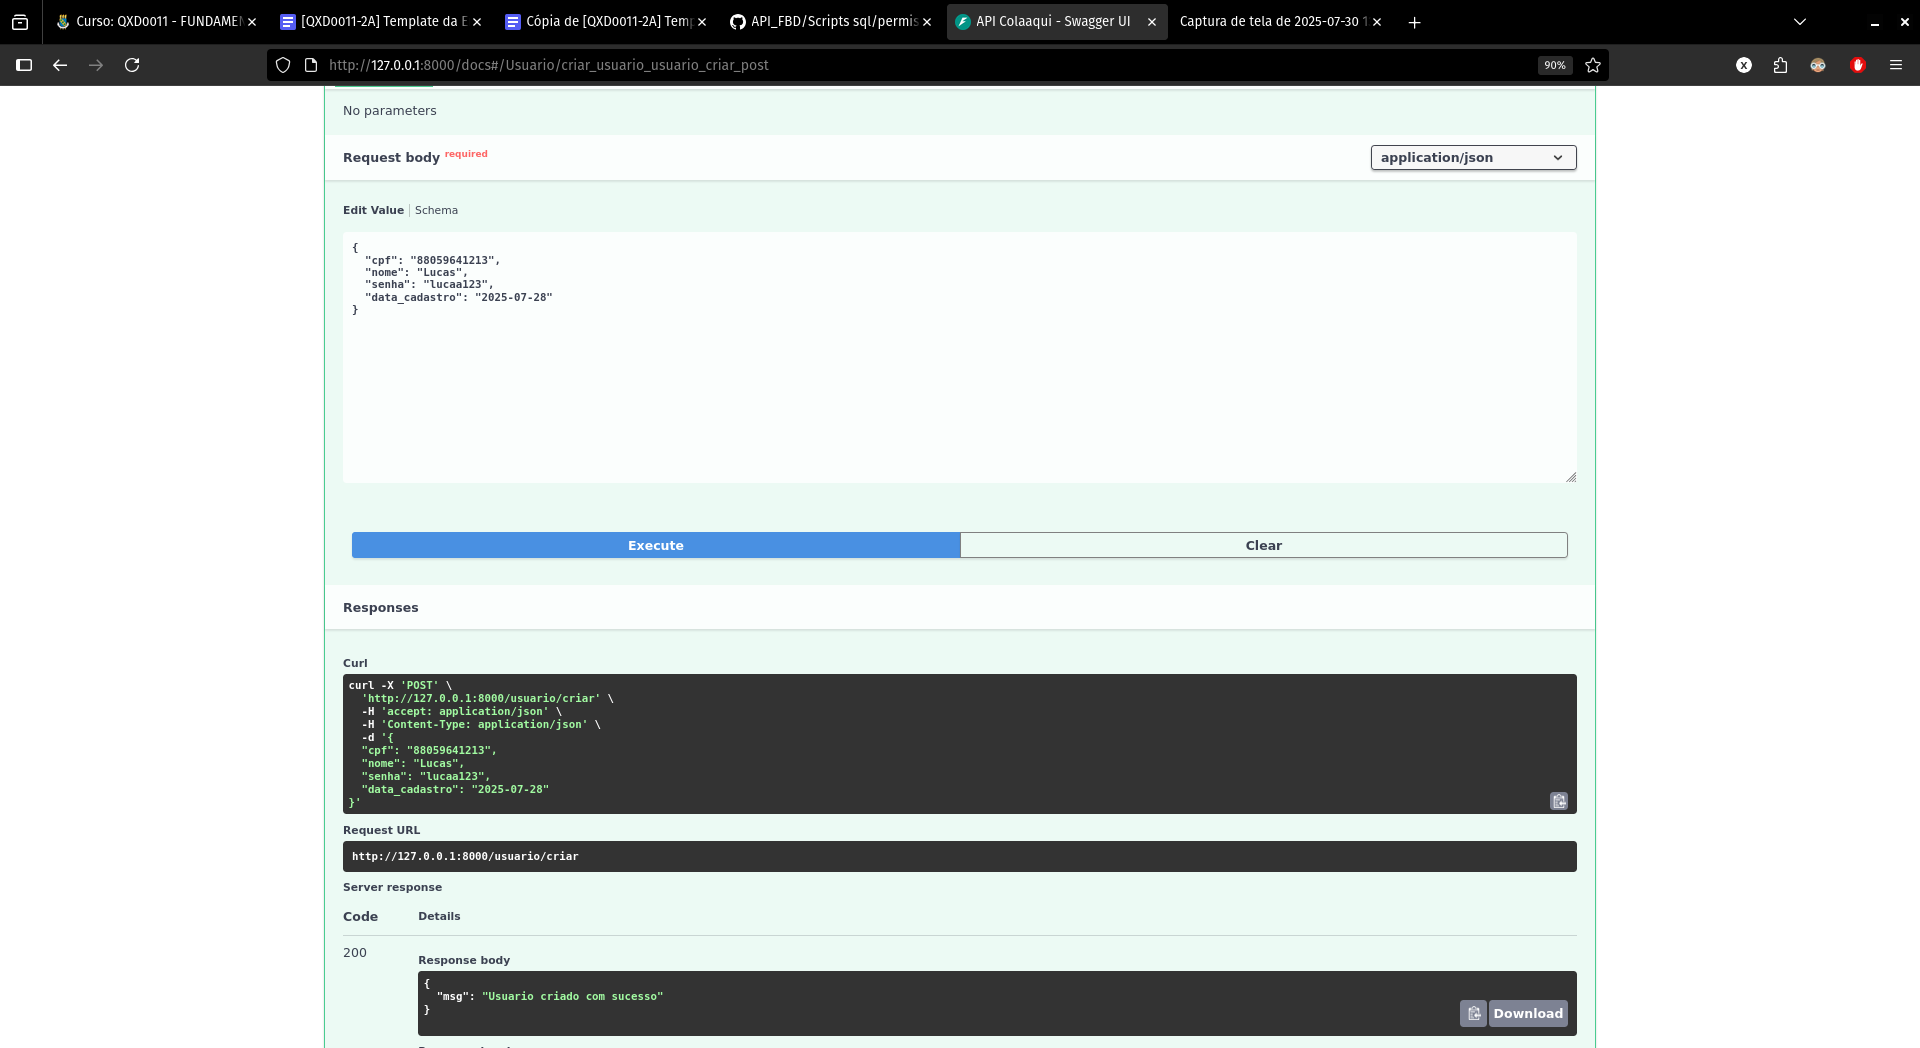 Curso: QXD0011 - FUNDAMEN
[QXD0011-2A] Template da E
Cópia de [QXD0011-2A] Temp
API_FBD/Scripts sql/permis
API Colaaqui - Swagger UI
Captura de tela de 2025-07-30 1
http://127.0.0.1:8000/docs#/Usuario/criar_usuario_usuario_criar_post
90%
No parameters
Request body required
application/json
Edit Value
Schema
{
"cpf": "88059641213",
"nome": "Lucas",
"senha": "lucaa123",
"data_cadastro": "2025-07-28"
}
Execute
Clear
Responses
Curl
curl -X 'POST' \
'http://127.0.0.1:8000/usuario/criar' \
-H 'accept: application/json' \
-H 'Content-Type: application/json' \
-d '{
"cpf": "88059641213",
"nome": "Lucas",
"senha": "lucaa123",
"data_cadastro": "2025-07-28"
}'
Request URL
http://127.0.0.1:8000/usuario/criar
Server response
Code
Details
200
Response body
{
"msg": "Usuario criado com sucesso"
}
Download